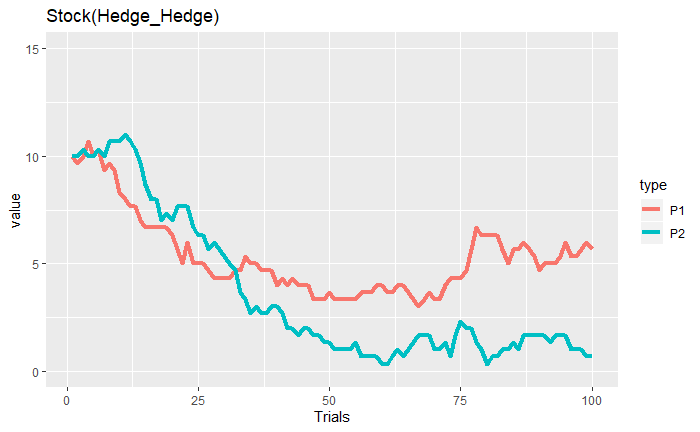 Stock(Hedge_Hedge)
15
10
5
0
value
0 25 50 75 100
Trials
type
P1
P2